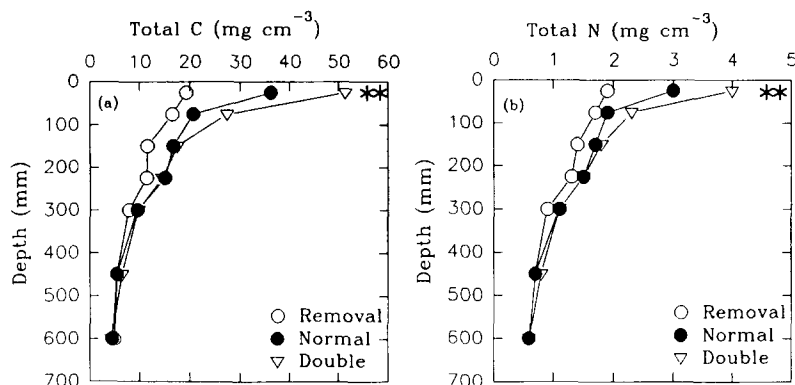 Total C (mg cm⁻³)
0 10 20 30 40 50 60
0
100
200
300
400
500
600
700
Depth (mm)
(a)
**
Removal
Normal
Double
Total N (mg cm⁻³)
0 1 2 3 4 5
0
100
200
300
400
500
600
700
Depth (mm)
(b)
**
Removal
Normal
Double